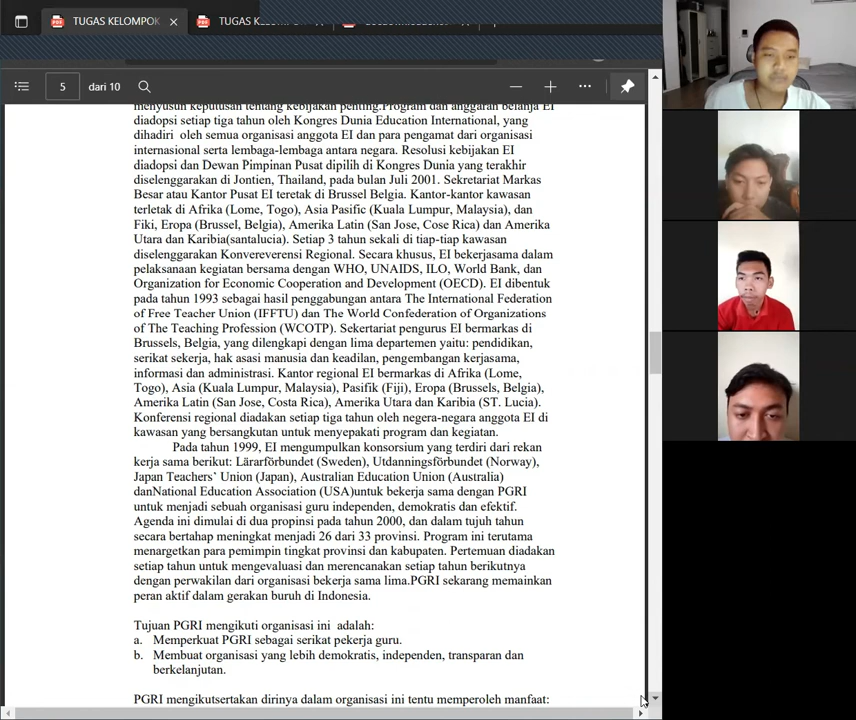 TUGAS KELOMPOK
TUGAS KELOMPOK
5 dari 10
menyusun keputusan tentang kebijakan penting.Program dan anggaran belanja EI
diadopsi setiap tiga tahun oleh Kongres Dunia Education International, yang
dihadiri oleh semua organisasi anggota EI dan para pengamat dari organisasi
internasional serta lembaga-lembaga antara negara. Resolusi kebijakan EI
diadopsi dan Dewan Pimpinan Pusat dipilih di Kongres Dunia yang terakhir
diselenggarakan di Jontien, Thailand, pada bulan Juli 2001. Sekretariat Markas
Besar atau Kantor Pusat EI teretak di Brussel Belgia. Kantor-kantor kawasan
terletak di Afrika (Lome, Togo), Asia Pasific (Kuala Lumpur, Malaysia), dan
Fiki, Eropa (Brussel, Belgia), Amerika Latin (San Jose, Cose Rica) dan Amerika
Utara dan Karibia(santalucia). Setiap 3 tahun sekali di tiap-tiap kawasan
diselenggarakan Konvereverensi Regional. Secara khusus, EI bekerjasama dalam
pelaksanaan kegiatan bersama dengan WHO, UNAIDS, ILO, World Bank, dan
Organization for Economic Cooperation and Development (OECD). EI dibentuk
pada tahun 1993 sebagai hasil penggabungan antara The International Federation
of Free Teacher Union (IFFTU) dan The World Confederation of Organizations
of The Teaching Profession (WCOTP). Sekertariat pengurus EI bermarkas di
Brussels, Belgia, yang dilengkapi dengan lima departemen yaitu: pendidikan,
serikat sekerja, hak asasi manusia dan keadilan, pengembangan kerjasama,
informasi dan administrasi. Kantor regional EI bermarkas di Afrika (Lome,
Togo), Asia (Kuala Lumpur, Malaysia), Pasifik (Fiji), Eropa (Brussels, Belgia),
Amerika Latin (San Jose, Costa Rica), Amerika Utara dan Karibia (ST. Lucia).
Konferensi regional diadakan setiap tiga tahun oleh negera-negara anggota EI di
kawasan yang bersangkutan untuk menyepakati program dan kegiatan.
Pada tahun 1999, EI mengumpulkan konsorsium yang terdiri dari rekan
kerja sama berikut: Lärarförbundet (Sweden), Utdanningsförbundet (Norway),
Japan Teachers’ Union (Japan), Australian Education Union (Australia)
danNational Education Association (USA)untuk bekerja sama dengan PGRI
untuk menjadi sebuah organisasi guru independen, demokratis dan efektif.
Agenda ini dimulai di dua propinsi pada tahun 2000, dan dalam tujuh tahun
secara bertahap meningkat menjadi 26 dari 33 provinsi. Program ini terutama
menargetkan para pemimpin tingkat provinsi dan kabupaten. Pertemuan diadakan
setiap tahun untuk mengevaluasi dan merencanakan setiap tahun berikutnya
dengan perwakilan dari organisasi bekerja sama lima.PGRI sekarang memainkan
peran aktif dalam gerakan buruh di Indonesia.
Tujuan PGRI mengikuti organisasi ini adalah:
a. Memperkuat PGRI sebagai serikat pekerja guru.
b. Membuat organisasi yang lebih demokratis, independen, transparan dan
berkelanjutan.
PGRI mengikutsertakan dirinya dalam organisasi ini tentu memperoleh manfaat: